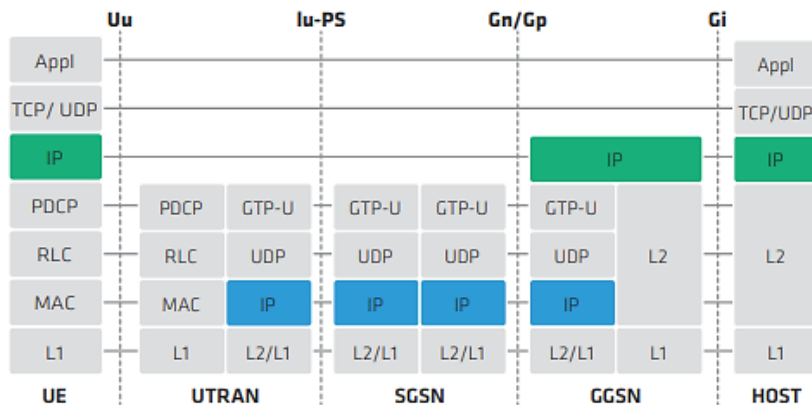 Uu Iu-PS Gn/Gp Gi
Appl Appl
TCP/ UDP TCP/UDP
IP IP IP
PDCP PDCP GTP-U GTP-U GTP-U GTP-U
RLC RLC UDP UDP UDP UDP L2 L2
MAC MAC IP IP IP IP
L1 L1 L2/L1 L2/L1 L2/L1 L2/L1 L1 L1
UE UTRAN SGSN GGSN HOST